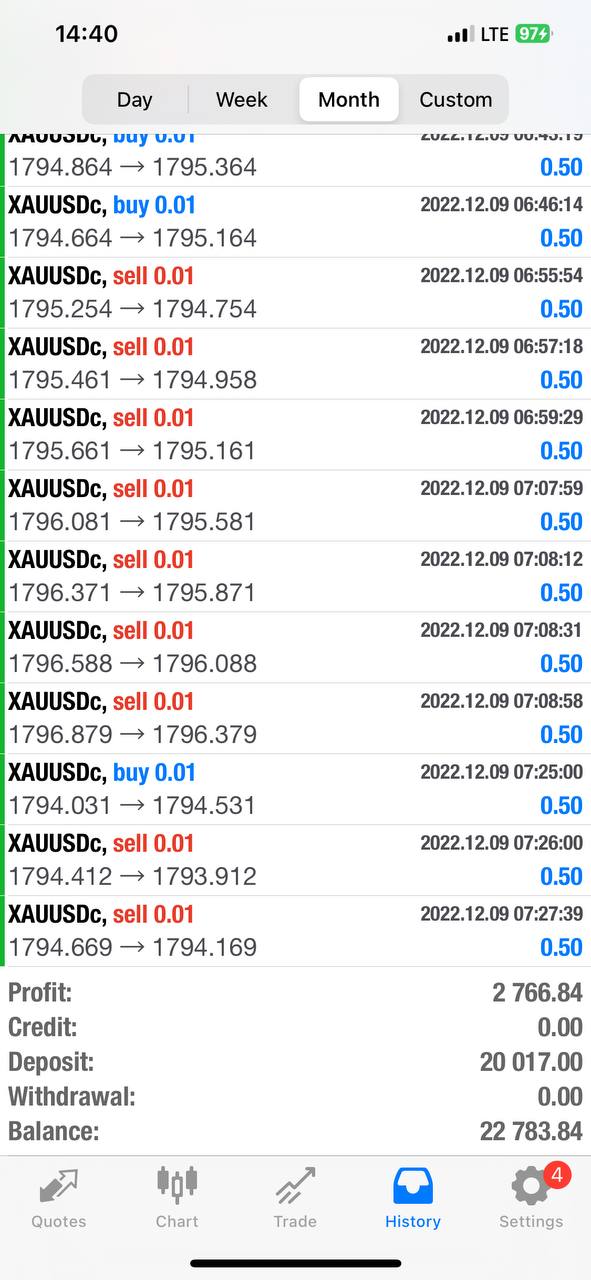 14:40
LTE 97
Day Week Month Custom
XAUUSDc, buy 0.01 2022.12.09 06:43:19
1794.864 → 1795.364 0.50
XAUUSDc, buy 0.01 2022.12.09 06:46:14
1794.664 → 1795.164 0.50
XAUUSDc, sell 0.01 2022.12.09 06:55:54
1795.254 → 1794.754 0.50
XAUUSDc, sell 0.01 2022.12.09 06:57:18
1795.461 → 1794.958 0.50
XAUUSDc, sell 0.01 2022.12.09 06:59:29
1795.661 → 1795.161 0.50
XAUUSDc, sell 0.01 2022.12.09 07:07:59
1796.081 → 1795.581 0.50
XAUUSDc, sell 0.01 2022.12.09 07:08:12
1796.371 → 1795.871 0.50
XAUUSDc, sell 0.01 2022.12.09 07:08:31
1796.588 → 1796.088 0.50
XAUUSDc, sell 0.01 2022.12.09 07:08:58
1796.879 → 1796.379 0.50
XAUUSDc, buy 0.01 2022.12.09 07:25:00
1794.031 → 1794.531 0.50
XAUUSDc, sell 0.01 2022.12.09 07:26:00
1794.412 → 1793.912 0.50
XAUUSDc, sell 0.01 2022.12.09 07:27:39
1794.669 → 1794.169 0.50
Profit: 2 766.84
Credit: 0.00
Deposit: 20 017.00
Withdrawal: 0.00
Balance: 22 783.84
4
Quotes Chart Trade History Settings